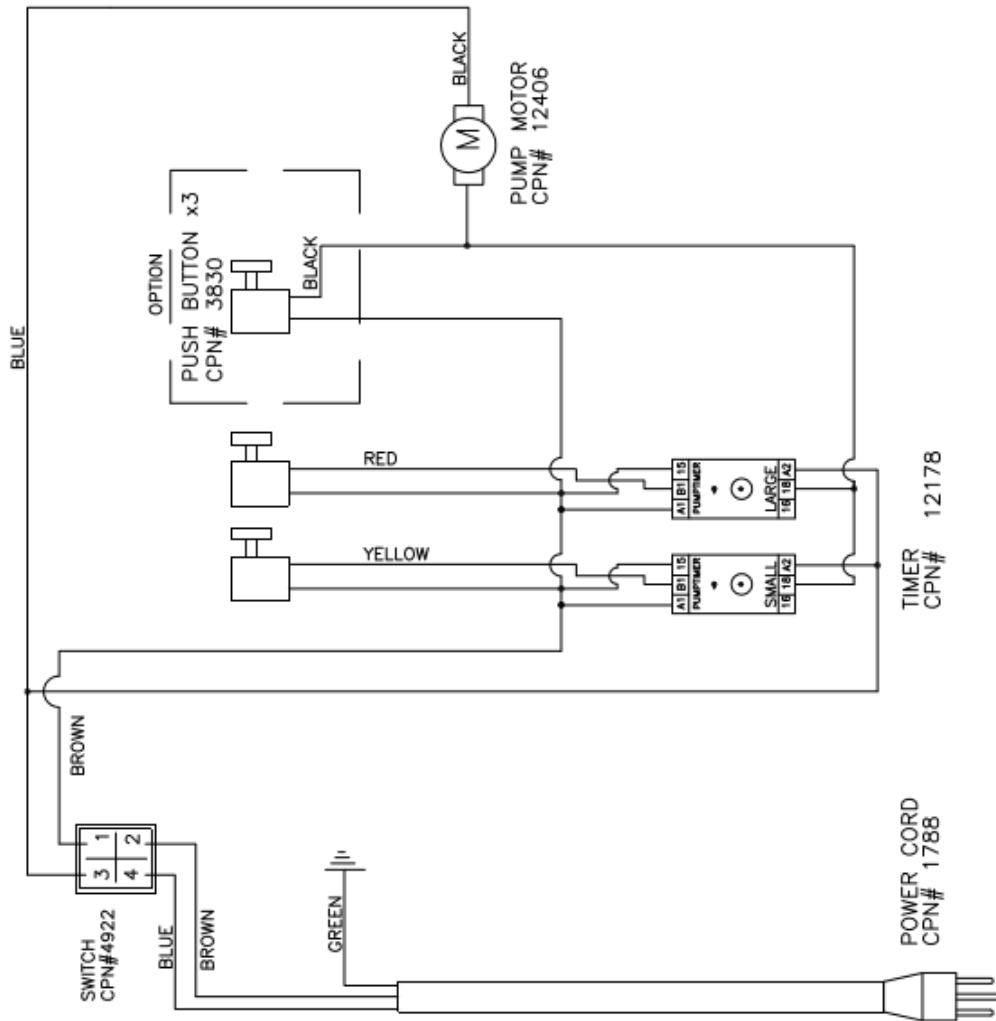 BLUE
BLACK
PUMP MOTOR
CPN# 12406
M
OPTION
PUSH BUTTON x3
CPN# 3830
BLACK
RED
YELLOW
A1 B1 15
PUMPTIMER
LARGE
16 18 A2
A1 B1 15
PUMPTIMER
SMALL
16 18 A2
TIMER
CPN# 12178
BROWN
1 2
3 4
SWITCH
CPN#4922
BLUE
BROWN
GREEN
POWER CORD
CPN# 1788